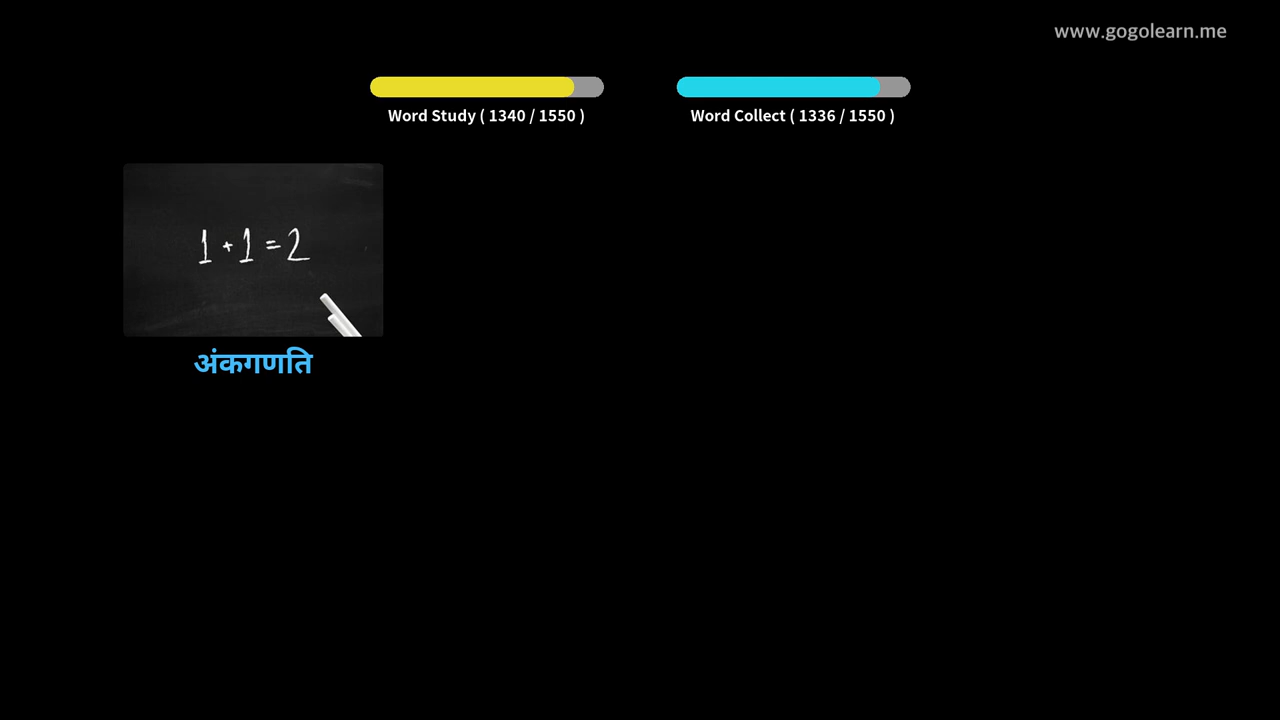 www.gogolearn.me
Word Study ( 1340 / 1550 )
Word Collect ( 1336 / 1550 )
1 + 1 = 2
अंकगणति